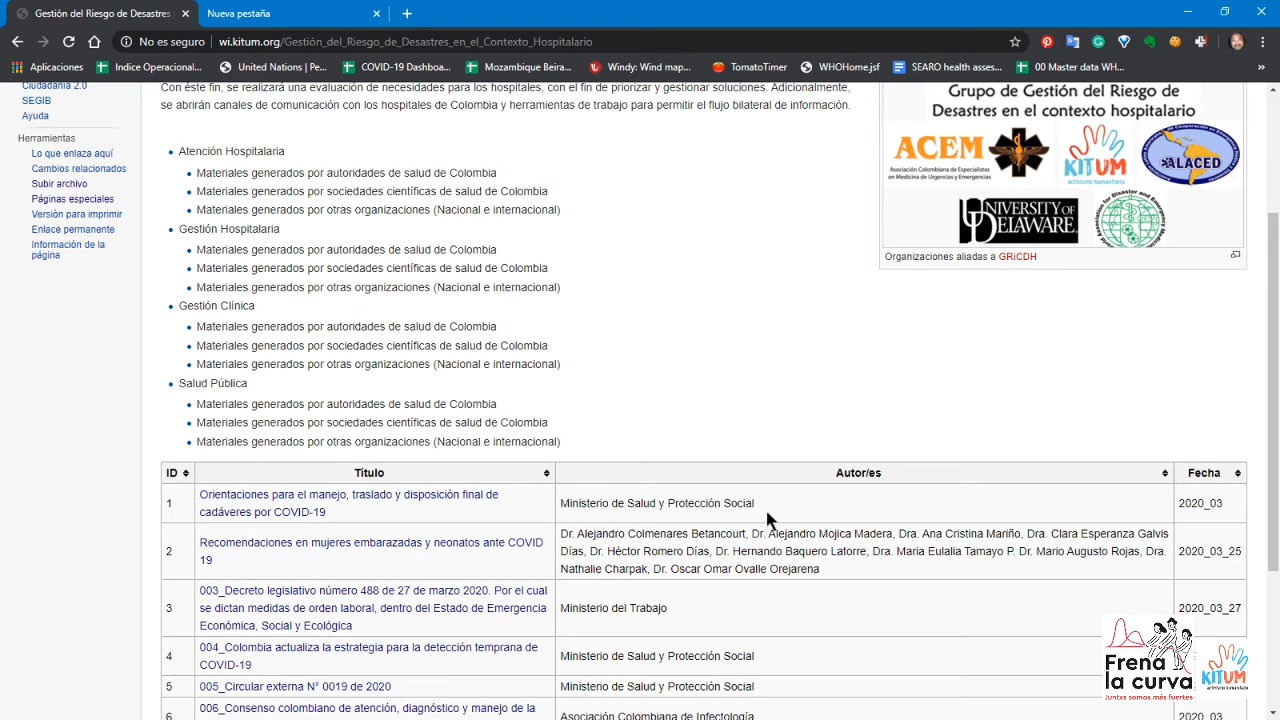 Gestión del Riesgo de Desastres
Nueva pestaña
No es seguro
wi.kitum.org/Gestión_del_Riesgo_de_Desastres_en_el_Contexto_Hospitalario
Aplicaciones
Indice Operacional...
United Nations | Pe...
COVID-19 Dashboa...
Mozambique Beira...
Windy: Wind map...
TomatoTimer
WHOHome.jsf
SEARO health asses...
00 Master data WH...
Ciudadanía 2.0
SEGIB
Ayuda
Herramientas
Lo que enlaza aquí
Cambios relacionados
Subir archivo
Páginas especiales
Versión para imprimir
Enlace permanente
Información de la
página
Con éste fin, se realizará una evaluación de necesidades para los hospitales, con el fin de priorizar y gestionar soluciones. Adicionalmente,
se abrirán canales de comunicación con los hospitales de Colombia y herramientas de trabajo para permitir el flujo bilateral de información.
Atención Hospitalaria
Materiales generados por autoridades de salud de Colombia
Materiales generados por sociedades científicas de salud de Colombia
Materiales generados por otras organizaciones (Nacional e internacional)
Gestión Hospitalaria
Materiales generados por autoridades de salud de Colombia
Materiales generados por sociedades científicas de salud de Colombia
Materiales generados por otras organizaciones (Nacional e internacional)
Gestión Clínica
Materiales generados por autoridades de salud de Colombia
Materiales generados por sociedades científicas de salud de Colombia
Materiales generados por otras organizaciones (Nacional e internacional)
Salud Pública
Materiales generados por autoridades de salud de Colombia
Materiales generados por sociedades científicas de salud de Colombia
Materiales generados por otras organizaciones (Nacional e internacional)
Grupo de Gestión del Riesgo de
Desastres en el contexto hospitalario
ACEM
Asociación Colombiana de Especialistas
en Medicina de Urgencias y Emergencias
KITUM
activismo humanitario
ALACED
UNIVERSITY OF
DELAWARE
Organizaciones aliadas a GRiCDH
ID Título Autor/es Fecha
1 Orientaciones para el manejo, traslado y disposición final de
cadáveres por COVID-19 Ministerio de Salud y Protección Social 2020_03
2 Recomendaciones en mujeres embarazadas y neonatos ante COVID
19 Dr. Alejandro Colmenares Betancourt, Dr. Alejandro Mojica Madera, Dra. Ana Cristina Mariño, Dra. Clara Esperanza Galvis
Días, Dr. Héctor Romero Días, Dr. Hernando Baquero Latorre, Dra. Maria Eulalia Tamayo P. Dr. Mario Augusto Rojas, Dra.
Nathalie Charpak, Dr. Oscar Omar Ovalle Orejarena 2020_03_25
3 003_Decreto legislativo número 488 de 27 de marzo 2020. Por el cual
se dictan medidas de orden laboral, dentro del Estado de Emergencia
Económica, Social y Ecológica Ministerio del Trabajo 2020_03_27
4 004_Colombia actualiza la estrategia para la detección temprana de
COVID-19 Ministerio de Salud y Protección Social
5 005_Circular externa N° 0019 de 2020 Ministerio de Salud y Protección Social
6 006_Consenso colombiano de atención, diagnóstico y manejo de la
Asociación Colombiana de Infectología 2020_03
Frena
la curva
Juntxs somos más fuertes
KITUM
activismo humanitario